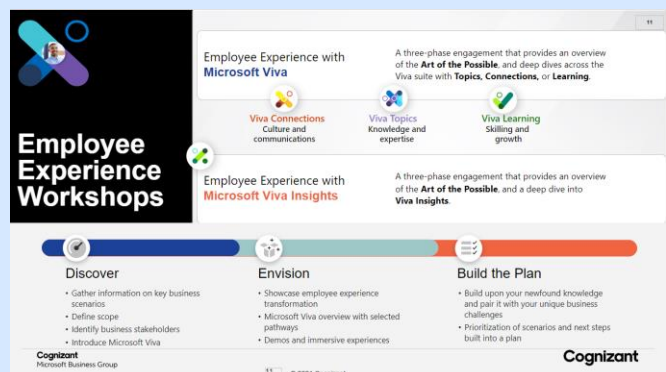 Employee
Experience
Workshops
Employee Experience with
Microsoft Viva
A three-phase engagement that provides an overview
of the Art of the Possible, and deep dives across the
Viva suite with Topics, Connections, or Learning.
Viva Connections
Culture and
communications
Viva Topics
Knowledge and
expertise
Viva Learning
Skilling and
growth
Employee Experience with
Microsoft Viva Insights
A three-phase engagement that provides an overview
of the Art of the Possible, and a deep dive into
Viva Insights.
Discover
• Gather information on key business
scenarios
• Define scope
• Identify business stakeholders
• Introduce Microsoft Viva
Envision
• Showcase employee experience
transformation
• Microsoft Viva overview with selected
pathways
• Demos and immersive experiences
Build the Plan
• Build upon your newfound knowledge
and pair it with your unique business
challenges
• Prioritization of scenarios and next steps
built into a plan
Cognizant
Microsoft Business Group
Cognizant